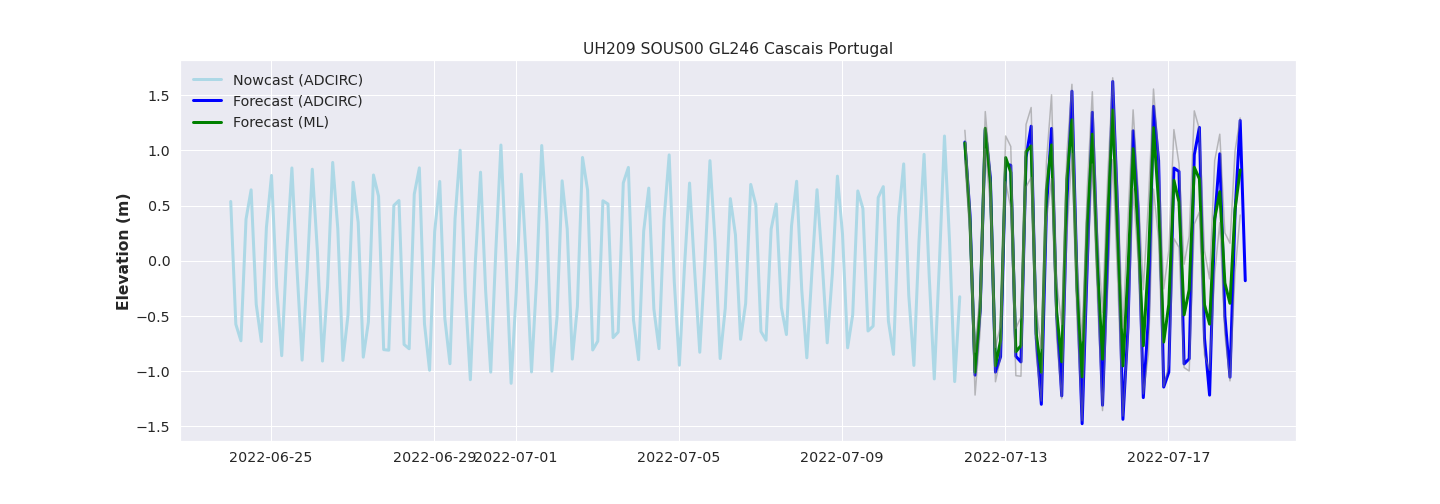 UH209 SOUS00 GL246 Cascais Portugal
Nowcast (ADCIRC)
Forecast (ADCIRC)
Forecast (ML)
Elevation (m)
1.5
1.0
0.5
0.0
−0.5
−1.0
−1.5
2022-06-25
2022-06-29
2022-07-01
2022-07-05
2022-07-09
2022-07-13
2022-07-17